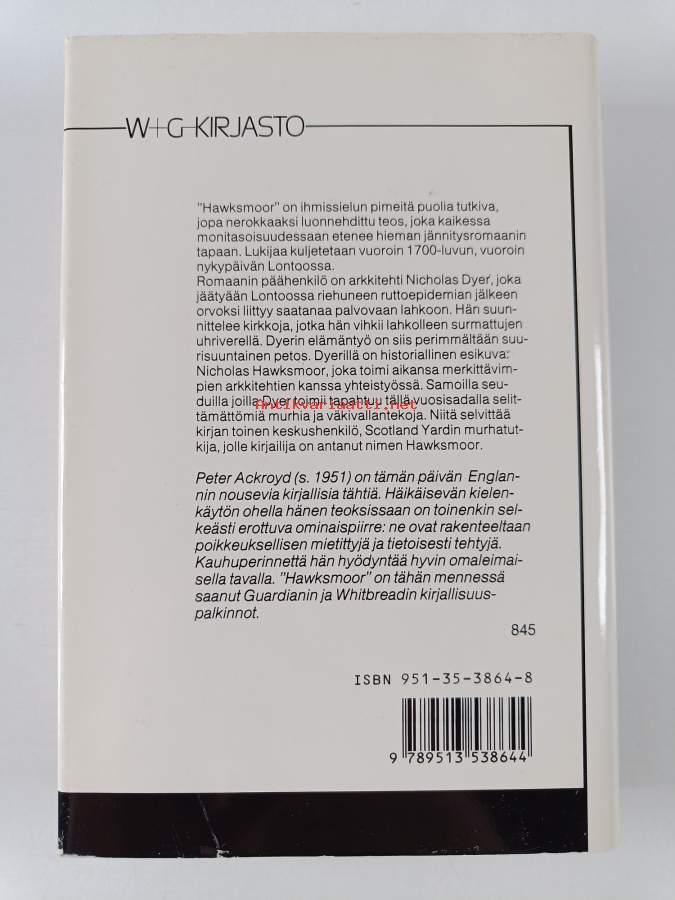 W+G-KIRJASTO
"Hawksmoor" on ihmissielun pimeitä puolia tutkiva,
jopa nerokkaaksi luonnehdittu teos, joka kaikessa
monitasoisuudessaan etenee hieman jännitysromaanin
tapaan. Lukijaa kuljetetaan vuoroin 1700-luvun, vuoroin
nykypäivän Lontoossa.
Romaanin päähenkilö on arkkitehti Nicholas Dyer, joka
jäätyään Lontoossa riehuneen ruttoepidemian jälkeen
orvoksi liittyy saatanaa palvovaan lahkoon. Hän suun-
nittelee kirkkoja, jotka hän vihkii lahkolleen surmattujen
uhriverellä. Dyerin elämäntyö on siis perimmältään suu-
risuuntainen petos. Dyerillä on historiallinen esikuva:
Nicholas Hawksmoor, joka toimi aikansa merkittävim-
pien arkkitehtien kanssa yhteistyössä. Samoilla seu-
duilla joilla Dyer toimii tapahtuu tällä vuosisadalla selit-
Antikvariaatti.net
tämättömiä murhia ja väkivallantekoja. Niitä selvittää
kirjan toinen keskushenkilö, Scotland Yardin murhatut-
kija, jolle kirjailija on antanut nimen Hawksmoor.
Peter Ackroyd (s. 1951) on tämän päivän Englan-
nin nousevia kirjallisia tähtiä. Häikäisevän kielen-
käytön ohella hänen teoksissaan on toinenkin sel-
keästi erottuva ominaispiirre: ne ovat rakenteeltaan
poikkeuksellisen mietittyjä ja tietoisesti tehtyjä.
Kauhuperinnettä hän hyödyntää hyvin omaleimai-
sella tavalla. "Hawksmoor" on tähän mennessä
saanut Guardianin ja Whitbreadin kirjallisuus-
palkinnot.
845
ISBN 951-35-3864-8
9 789513 538644